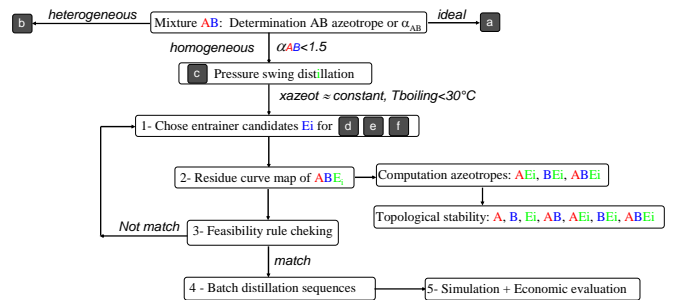 heterogeneous
ideal
b
Mixture AB: Determination AB azeotrope or αAB
a
homogeneous
αAB<1.5
c Pressure swing distillation
xazeot ≈ constant, Tboiling<30°C
1- Chose entrainer candidates Ei for d e f
2- Residue curve map of ABEi
Computation azeotropes: AEi, BEi, ABEi
Topological stability: A, B, Ei, AB, AEi, BEi, ABEi
Not match
3- Feasibility rule cheking
match
4 - Batch distillation sequences
5- Simulation + Economic evaluation